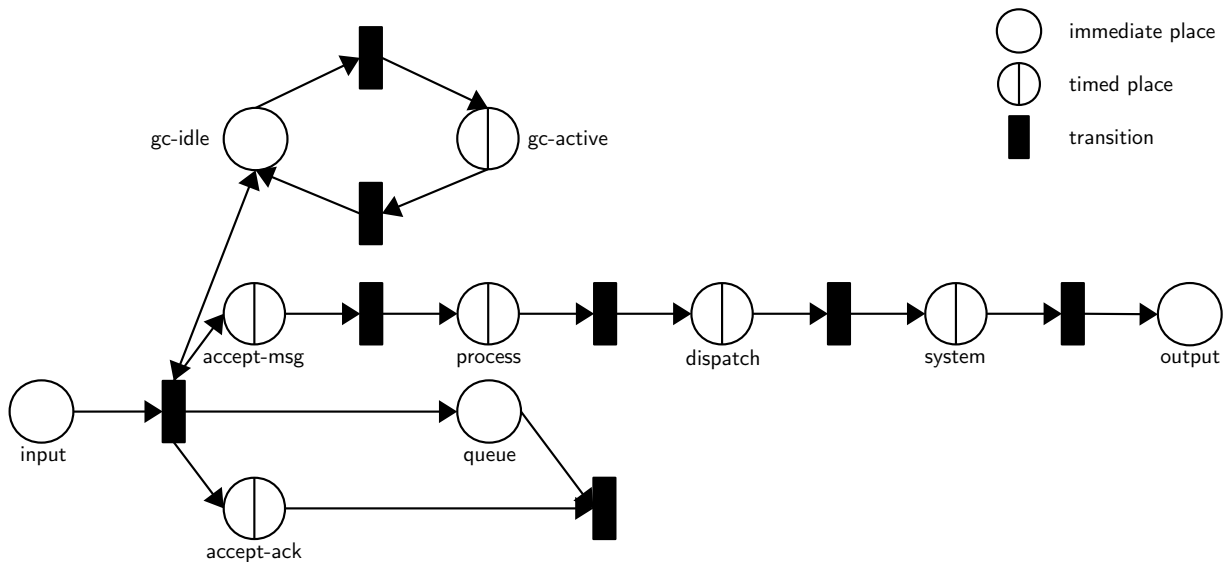 immediate place
timed place
gc-idle
gc-active
transition
accept-msg
process
dispatch
system
output
input
queue
accept-ack